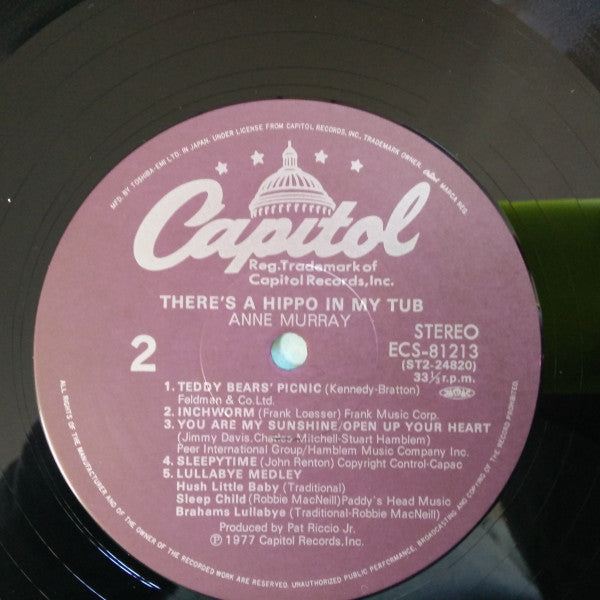 MFD. BY TOSHIBA-EMI LTD. IN JAPAN. UNDER LICENSE FROM CAPITOL RECORDS, INC., TRADEMARK OWNER. Capitol MARCA REG.
Capitol
Reg.Trademark of
Capitol Records,Inc.
THERE'S A HIPPO IN MY TUB
ANNE MURRAY
2
STEREO
ECS-81213
(ST2-24820)
33⅓ r.p.m.
1. TEDDY BEARS' PICNIC (Kennedy-Bratton)
Feldman & Co.Ltd.
2. INCHWORM (Frank Loesser) Frank Music Corp.
3. YOU ARE MY SUNSHINE/OPEN UP YOUR HEART
(Jimmy Davis.Charles Mitchell-Stuart Hamblem)
Peer International Group/Hamblem Music Company Inc.
4. SLEEPYTIME (John Renton) Copyright Control-Capac
5. LULLABYE MEDLEY
Hush Little Baby (Traditional)
Sleep Child (Robbie MacNeill)Paddy's Head Music
Brahams Lullabye (Traditional-Robbie MacNeill)
Produced by Pat Riccio Jr.
Ⓟ 1977 Capitol Records,Inc.
ALL RIGHTS OF THE MANUFACTURER AND OF THE OWNER OF THE RECORDED WORK ARE RESERVED. UNAUTHORIZED PUBLIC PERFORMANCE, BROADCASTING AND COPYING OF THE RECORD PROHIBITED.